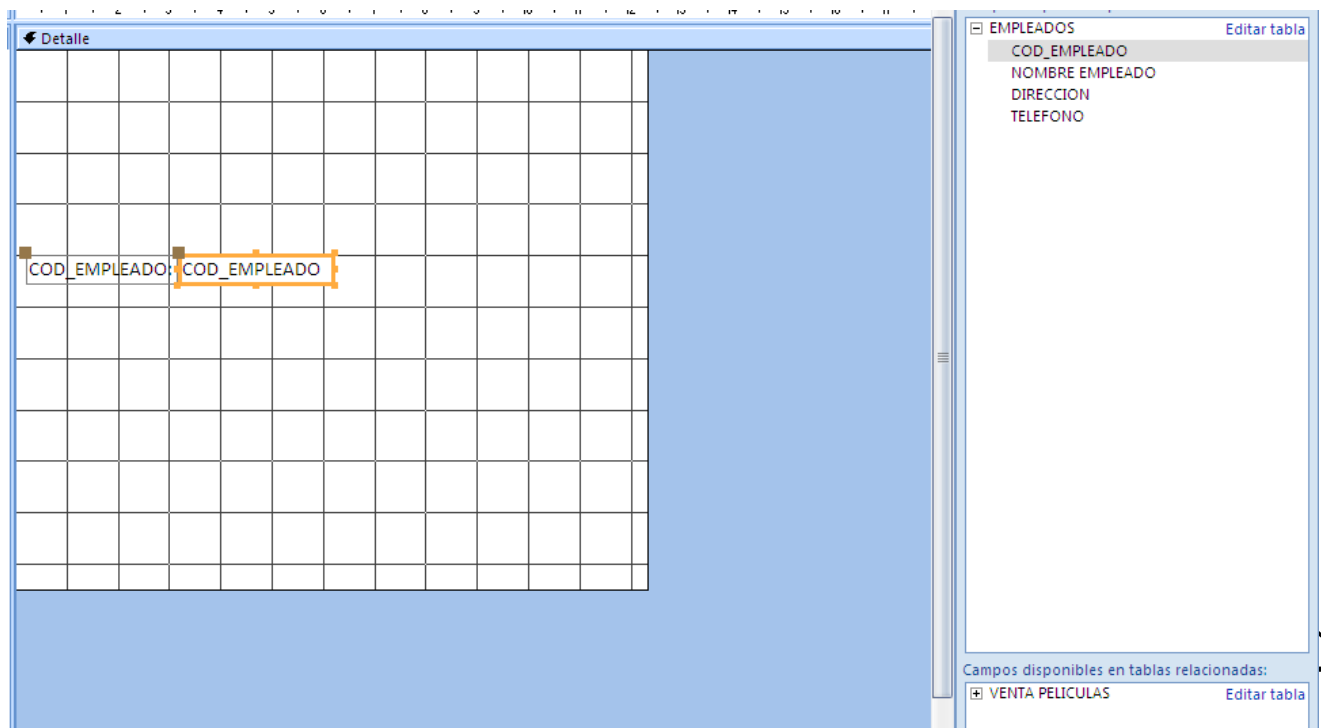 Detalle
COD_EMPLEADO: COD_EMPLEADO
EMPLEADOS Editar tabla
COD_EMPLEADO
NOMBRE EMPLEADO
DIRECCION
TELEFONO
Campos disponibles en tablas relacionadas:
VENTA PELICULAS Editar tabla